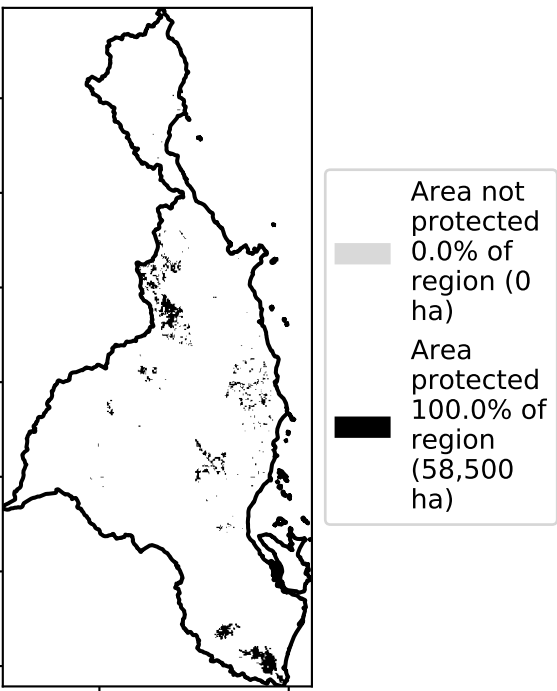 Area not
protected
0.0% of
region (0
ha)
Area
protected
100.0% of
region
(58,500
ha)